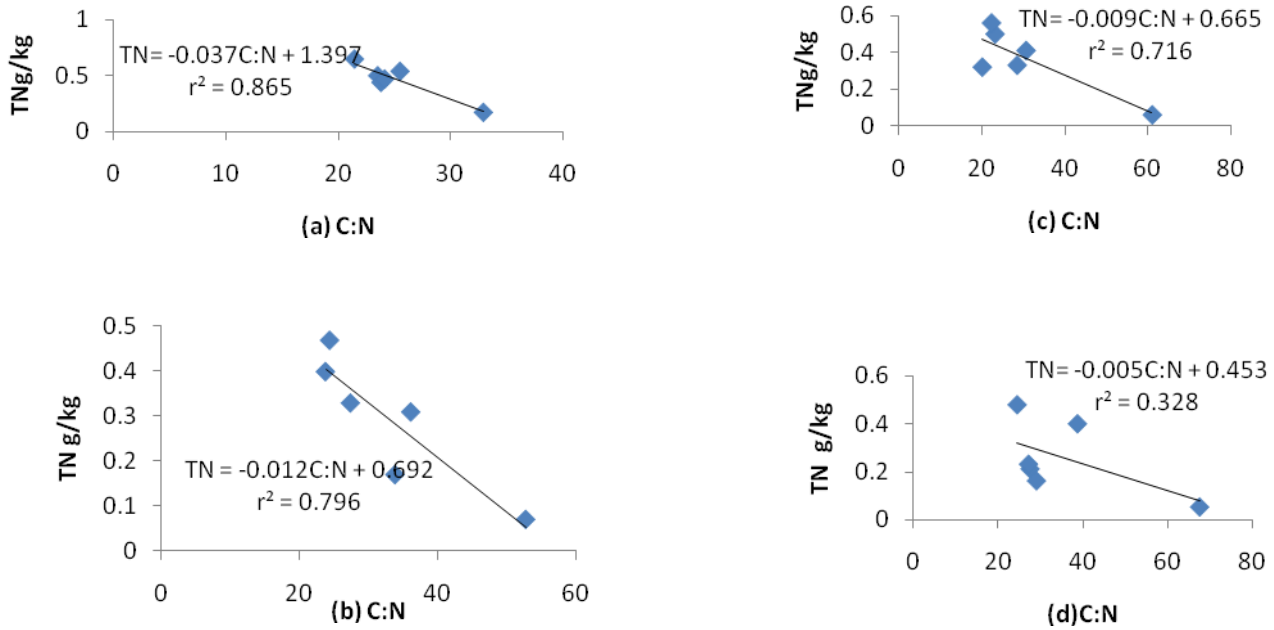 1
0.5
0
TNg/kg
TN= -0.037C:N + 1.397
r² = 0.865
0 10 20 30 40
(a) C:N
0.6
0.4
0.2
0
TNg/kg
TN= -0.009C:N + 0.665
r² = 0.716
0 20 40 60 80
(c) C:N
0.5
0.4
0.3
0.2
0.1
0
TN g/kg
TN = -0.012C:N + 0.692
r² = 0.796
0 20 40 60
(b) C:N
0.6
0.4
0.2
0
TN g/kg
TN= -0.005C:N + 0.453
r² = 0.328
0 20 40 60 80
(d)C:N